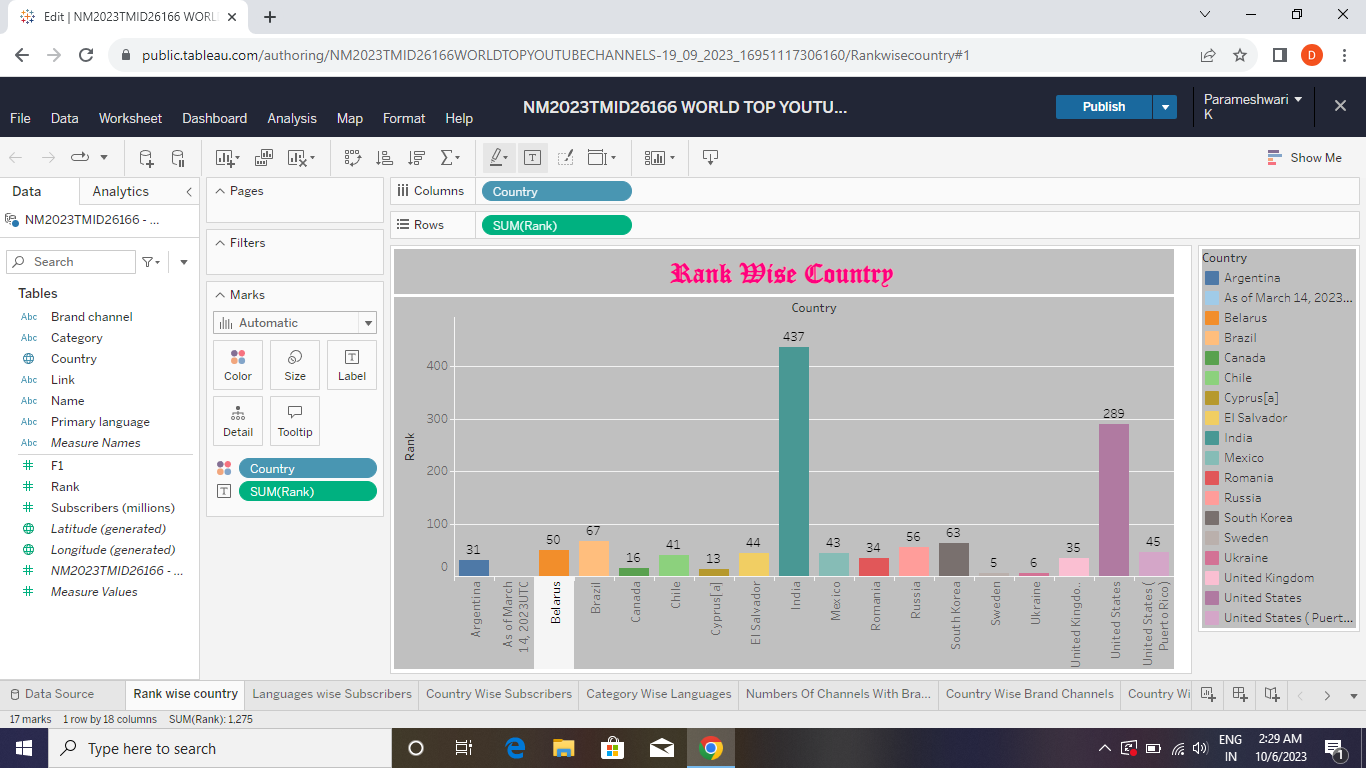 Edit | NM2023TMID26166 WORL
public.tableau.com/authoring/NM2023TMID26166WORLDTOPYOUTUBECHANNELS-19_09_2023_16951117306160/Rankwisecountry#1
D
NM2023TMID26166 WORLD TOP YOUTU...
Publish
Parameshwari
K
File Data Worksheet Dashboard Analysis Map Format Help
Show Me
Data Analytics
NM2023TMID26166 - ...
Search
Tables
Abc Brand channel
Abc Category
Country
Abc Link
Abc Name
Abc Primary language
Abc Measure Names
F1
Rank
Subscribers (millions)
Latitude (generated)
Longitude (generated)
NM2023TMID26166 - ...
Measure Values
Pages
Filters
Marks
Automatic
Color Size Label
Detail Tooltip
Country
SUM(Rank)
Columns Country
Rows SUM(Rank)
Rank Wise Country
Country
Rank
400
300
200
100
0
31 50 67 16 41 13 44 437 43 34 56 63 5 6 35 289 45
Argentina
As of March
14, 2023UTC
Belarus
Brazil
Canada
Chile
Cyprus[a]
El Salvador
India
Mexico
Romania
Russia
South Korea
Sweden
Ukraine
United Kingdo..
United States
United States (
Puerto Rico)
Country
Argentina
As of March 14, 2023...
Belarus
Brazil
Canada
Chile
Cyprus[a]
El Salvador
India
Mexico
Romania
Russia
South Korea
Sweden
Ukraine
United Kingdom
United States
United States ( Puert...
Data Source Rank wise country Languages wise Subscribers Country Wise Subscribers Category Wise Languages Numbers Of Channels With Bra... Country Wise Brand Channels Country Wi
17 marks 1 row by 18 columns SUM(Rank): 1,275
Type here to search
ENG
IN
2:29 AM
10/6/2023
1